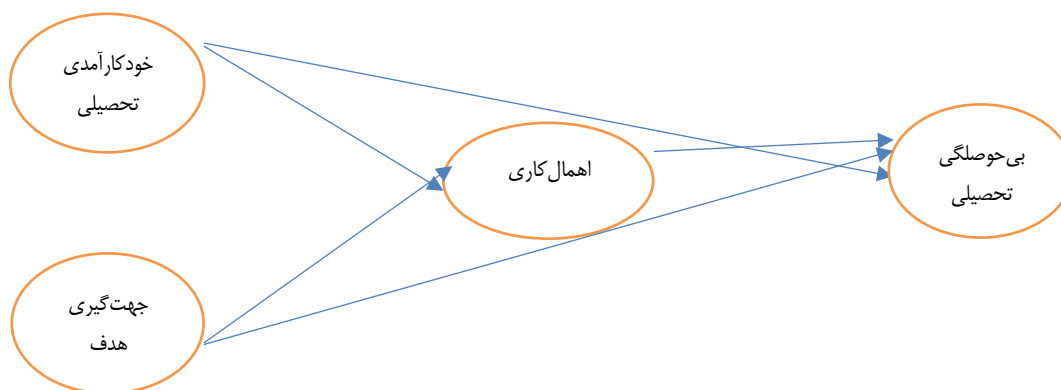 خودکارآمدی
تحصیلی
اهمال‌کاری
بی‌حوصلگی
تحصیلی
جهت‌گیری
هدف